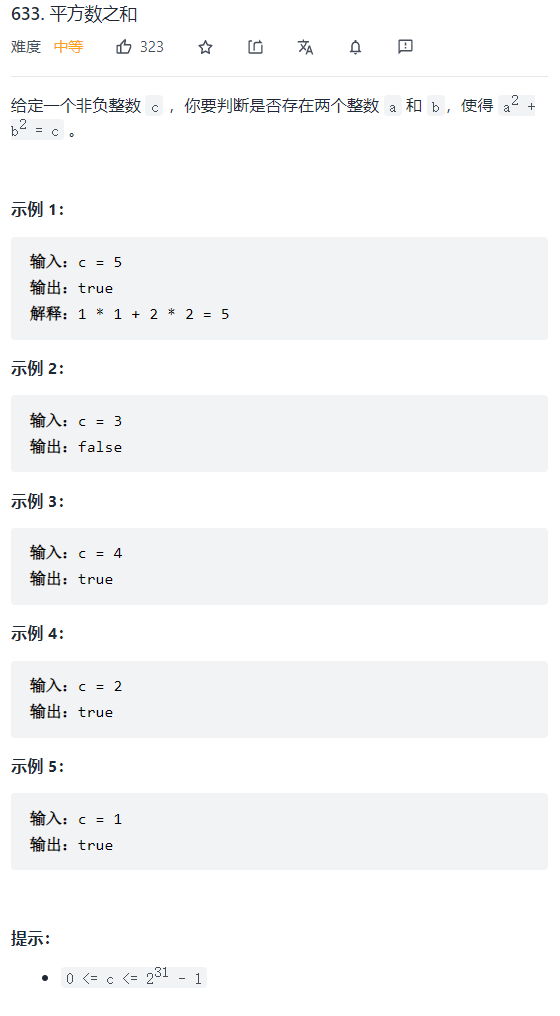 633. 平方数之和
难度 中等 323
给定一个非负整数 c ，你要判断是否存在两个整数 a 和 b，使得 a² +
b² = c 。
示例 1：
输入：c = 5
输出：true
解释：1 * 1 + 2 * 2 = 5
示例 2：
输入：c = 3
输出：false
示例 3：
输入：c = 4
输出：true
示例 4：
输入：c = 2
输出：true
示例 5：
输入：c = 1
输出：true
提示：
• 0 <= c <= 2³¹ - 1